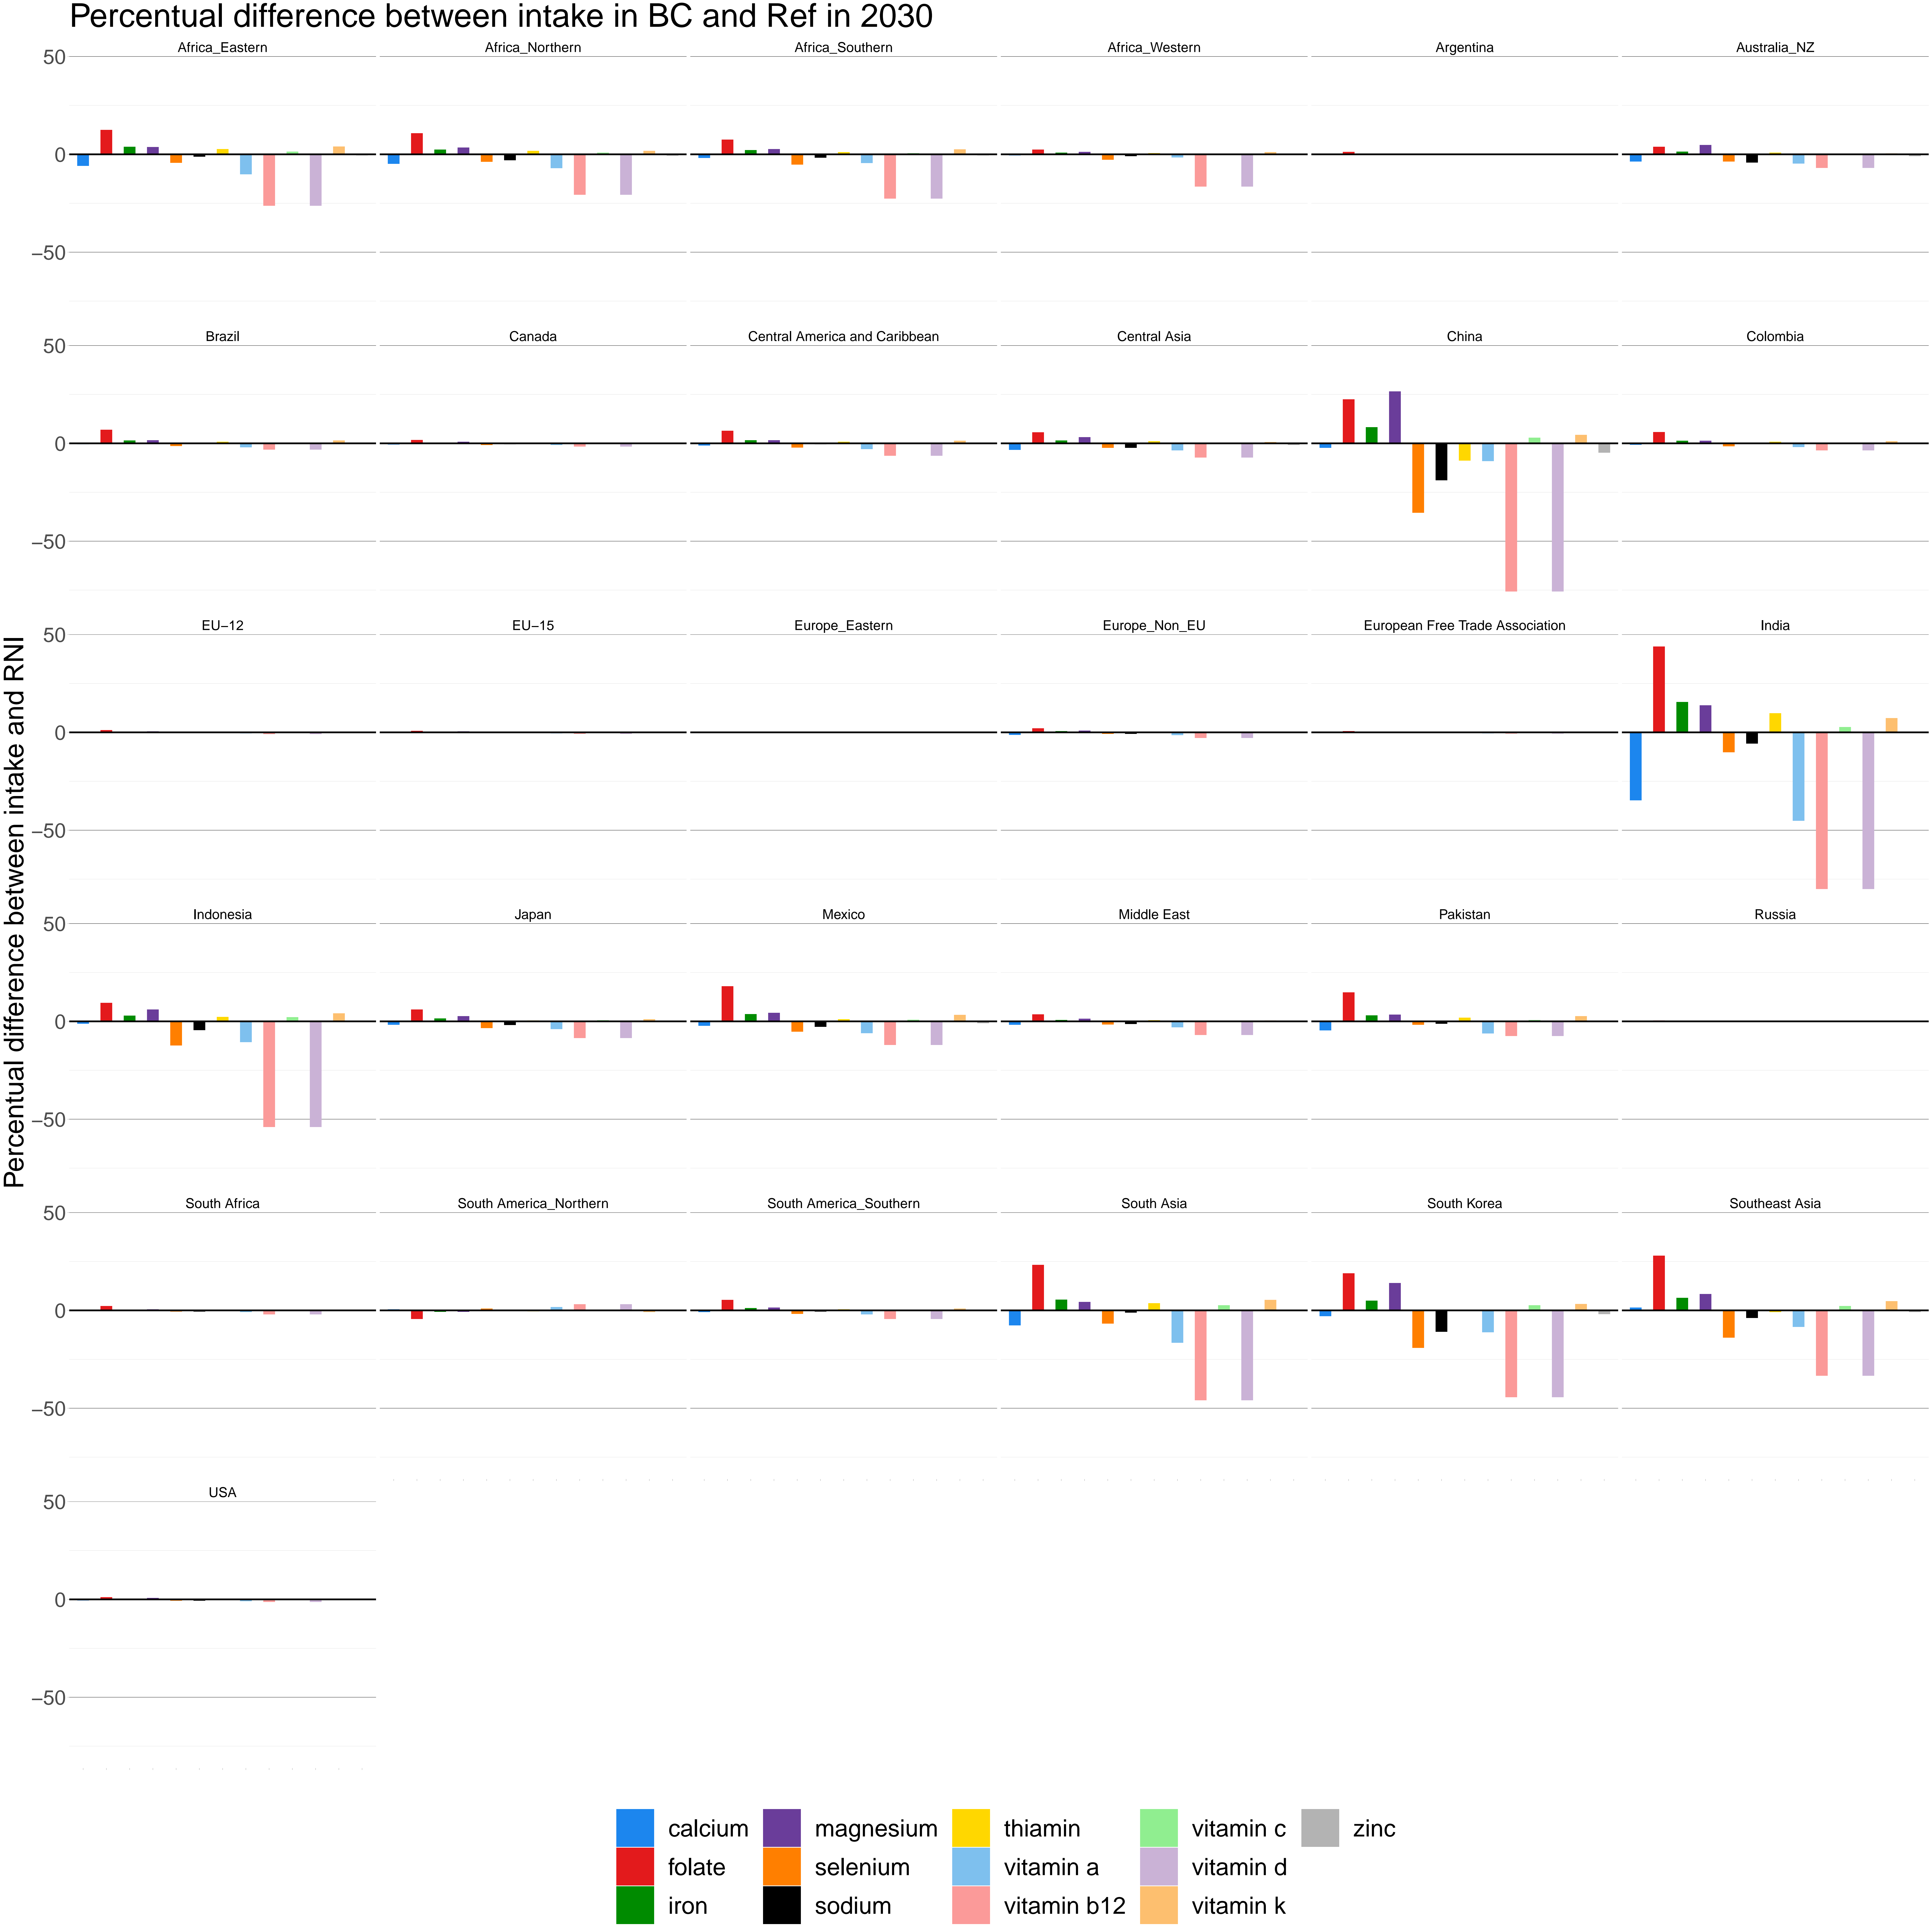 Percentual difference between intake in BC and Ref in 2030
Percentual difference between intake and RNI
Africa_Eastern Africa_Northern Africa_Southern Africa_Western Argentina Australia_NZ
50
0
−50
Brazil Canada Central America and Caribbean Central Asia China Colombia
50
0
−50
EU−12 EU−15 Europe_Eastern Europe_Non_EU European Free Trade Association India
50
0
−50
Indonesia Japan Mexico Middle East Pakistan Russia
50
0
−50
South Africa South America_Northern South America_Southern South Asia South Korea Southeast Asia
50
0
−50
USA
50
0
−50
calcium magnesium thiamin vitamin c zinc
folate selenium vitamin a vitamin d
iron sodium vitamin b12 vitamin k